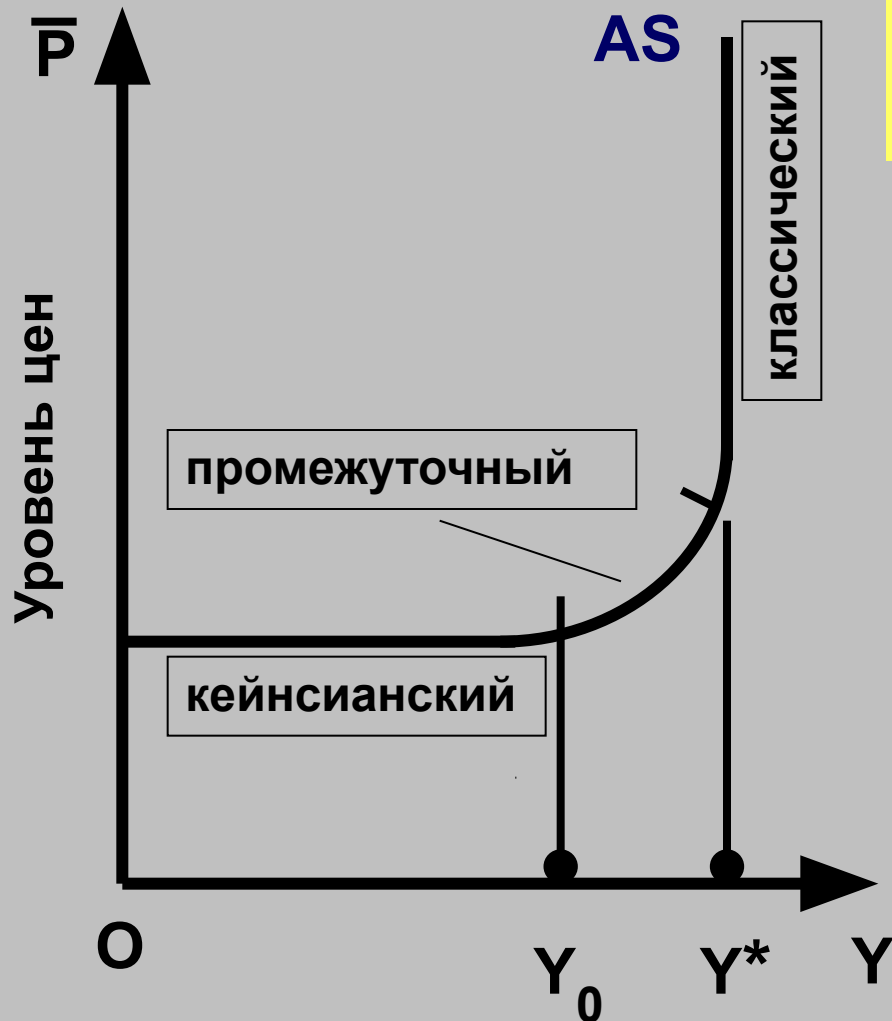 P̅
AS
классический
Уровень цен
промежуточный
кейнсианский
O
Y₀
Y*
Y